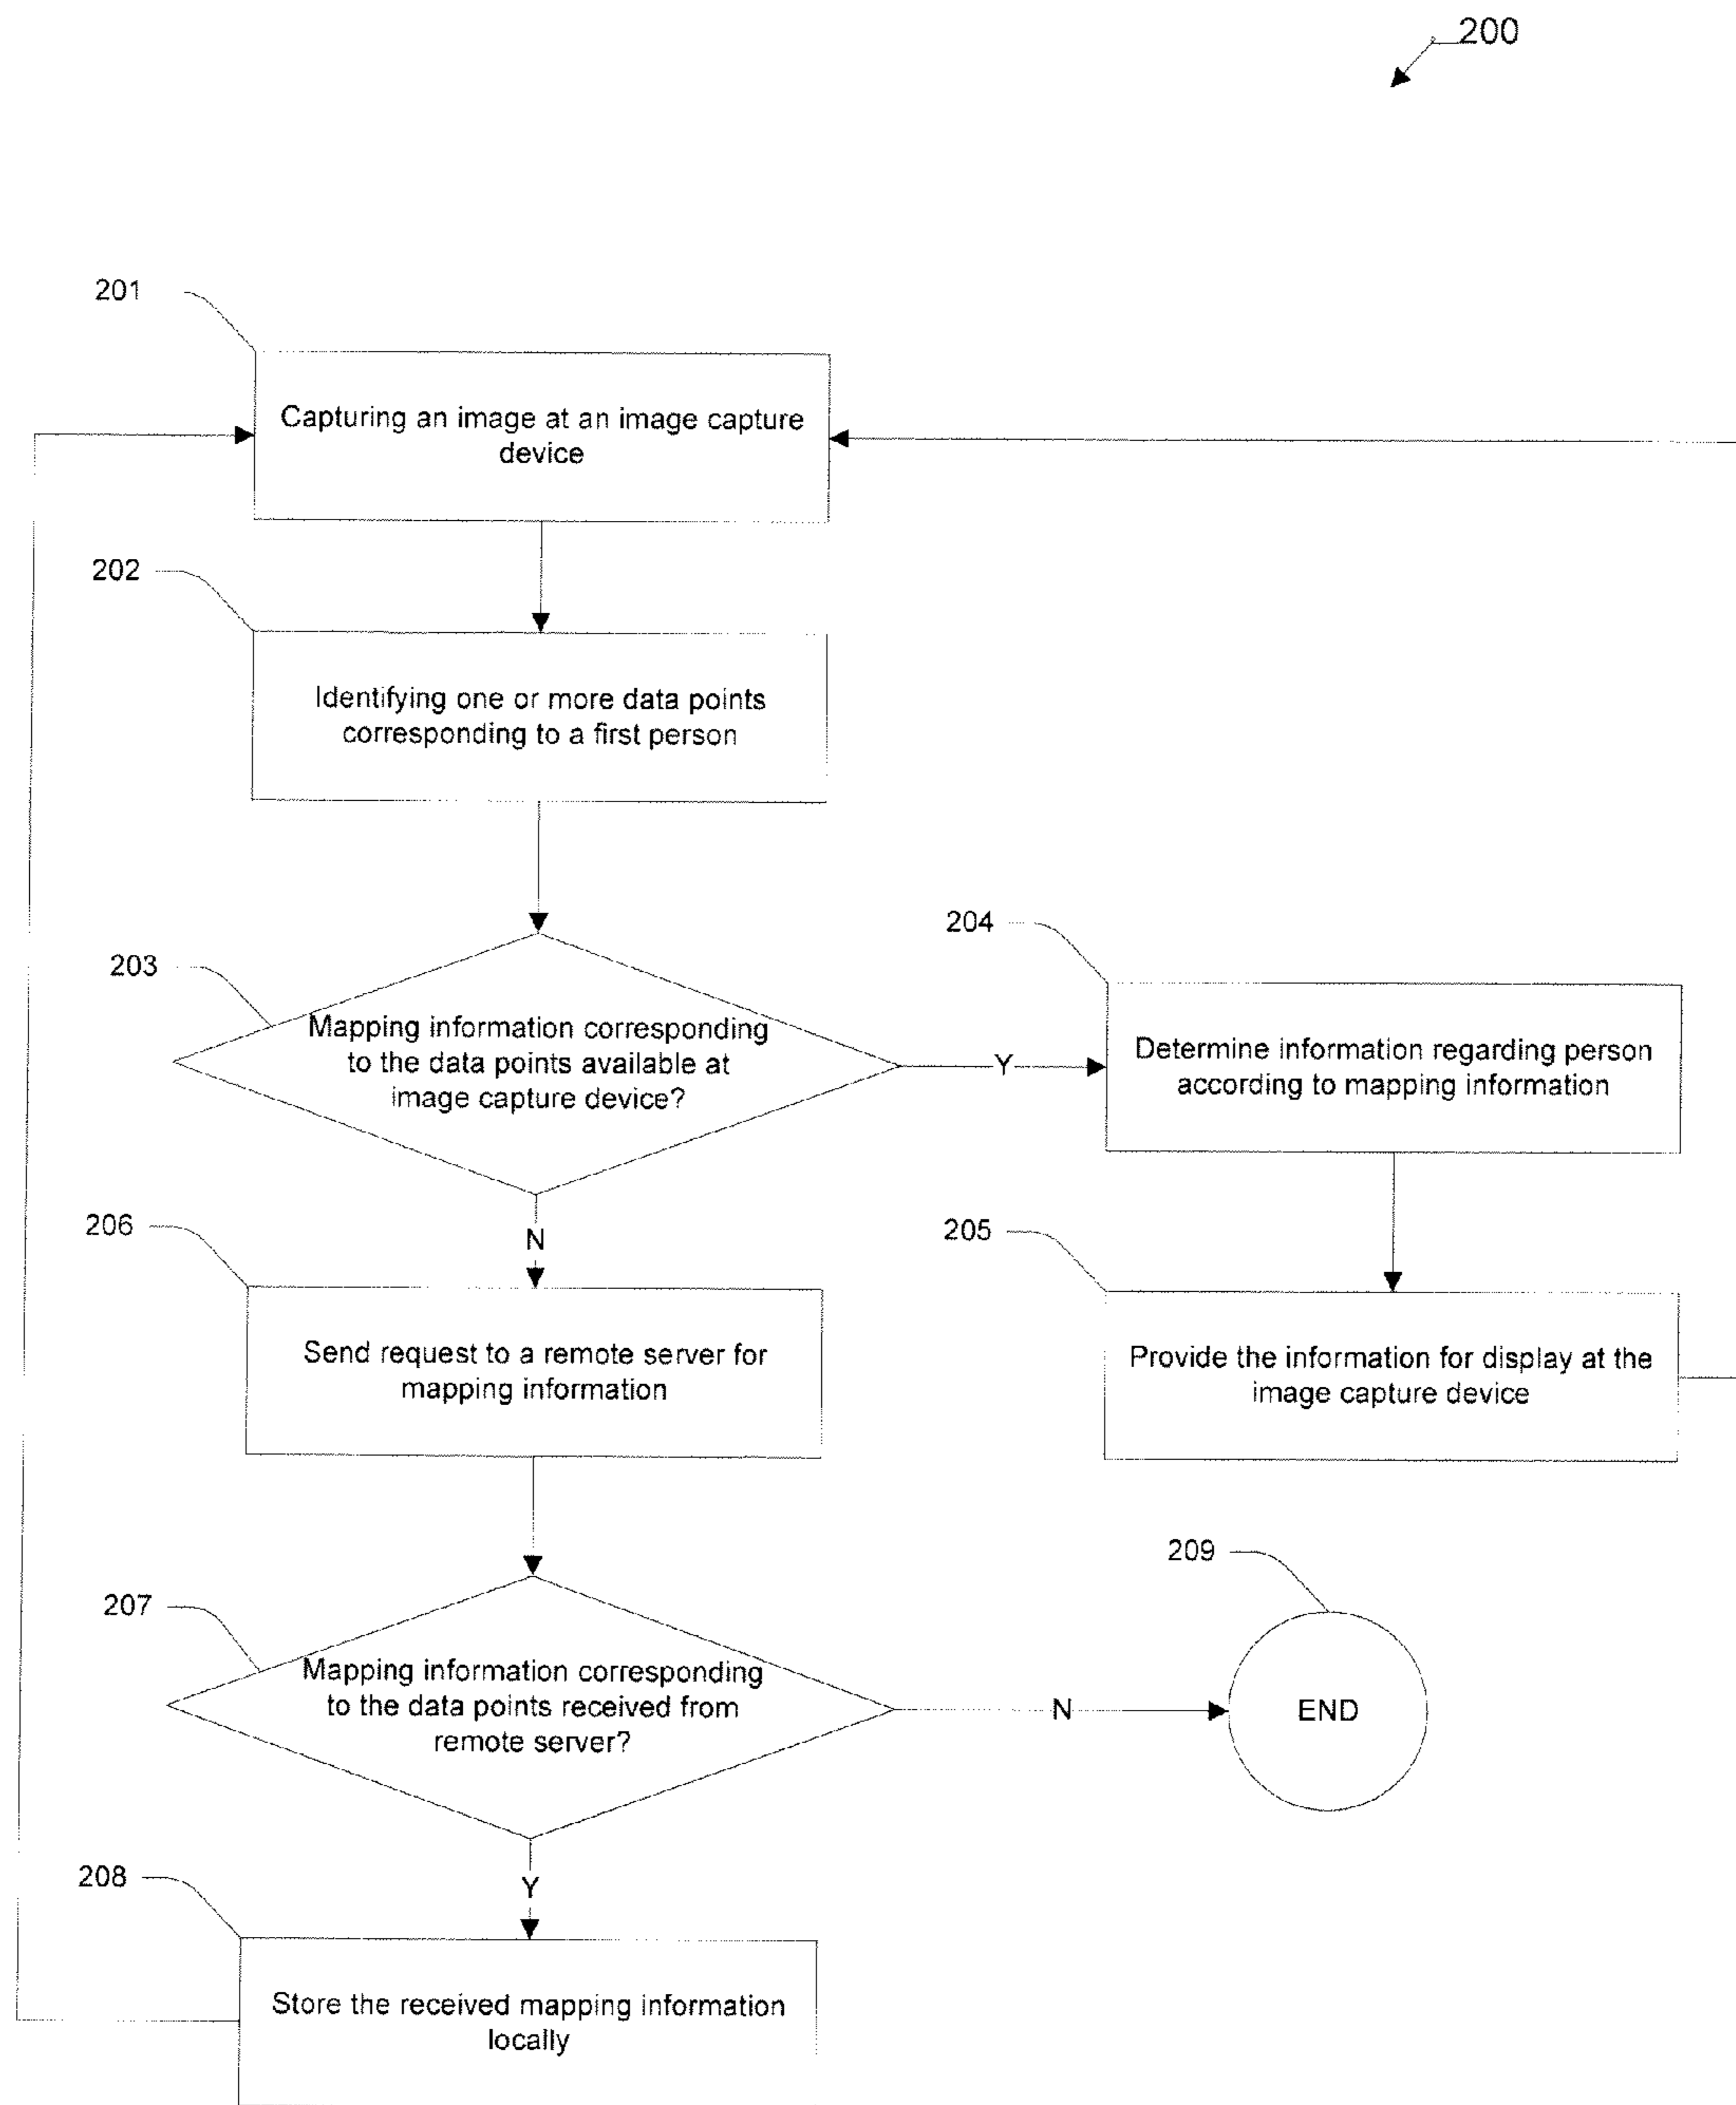 200
201
Capturing an image at an image capture
device
202
Identifying one or more data points
corresponding to a first person
203
Mapping information corresponding
to the data points available at
image capture device?
Y
204
Determine information regarding person
according to mapping information
205
Provide the information for display at the
image capture device
N
206
Send request to a remote server for
mapping information
207
Mapping information corresponding
to the data points received from
remote server?
N
209
END
Y
208
Store the received mapping information
locally